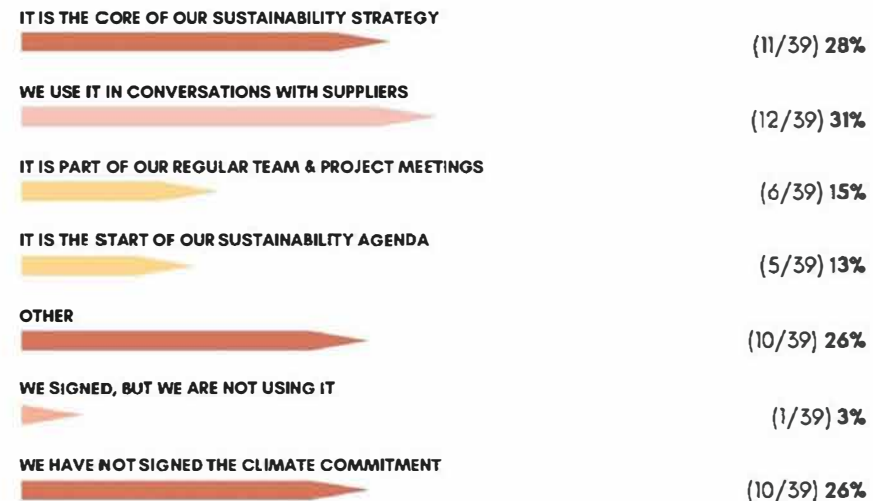 IT IS THE CORE OF OUR SUSTAINABILITY STRATEGY
(11/39) 28%
WE USE IT IN CONVERSATIONS WITH SUPPLIERS
(12/39) 31%
IT IS PART OF OUR REGULAR TEAM & PROJECT MEETINGS
(6/39) 15%
IT IS THE START OF OUR SUSTAINABILITY AGENDA
(5/39) 13%
OTHER
(10/39) 26%
WE SIGNED, BUT WE ARE NOT USING IT
(1/39) 3%
WE HAVE NOT SIGNED THE CLIMATE COMMITMENT
(10/39) 26%